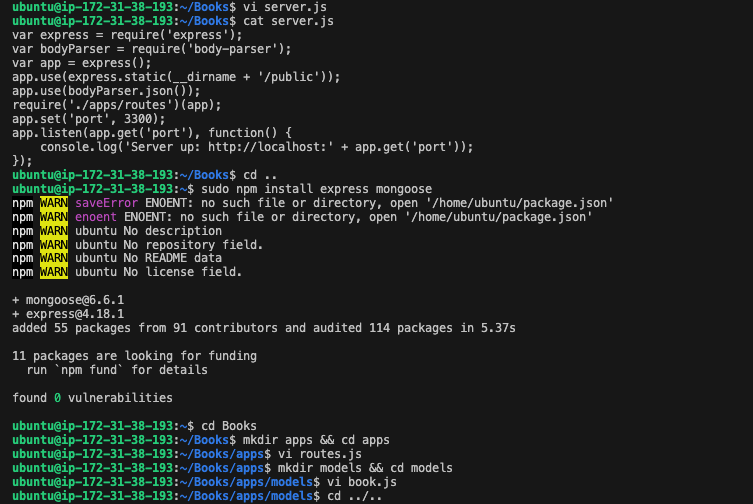 ubuntu@ip-172-31-38-193:~/Books$ vi server.js
ubuntu@ip-172-31-38-193:~/Books$ cat server.js
var express = require('express');
var bodyParser = require('body-parser');
var app = express();
app.use(express.static(__dirname + '/public'));
app.use(bodyParser.json());
require('./apps/routes')(app);
app.set('port', 3300);
app.listen(app.get('port'), function() {
    console.log('Server up: http://localhost:' + app.get('port'));
});
ubuntu@ip-172-31-38-193:~/Books$ cd ..
ubuntu@ip-172-31-38-193:~$ sudo npm install express mongoose
npm WARN saveError ENOENT: no such file or directory, open '/home/ubuntu/package.json'
npm WARN enoent ENOENT: no such file or directory, open '/home/ubuntu/package.json'
npm WARN ubuntu No description
npm WARN ubuntu No repository field.
npm WARN ubuntu No README data
npm WARN ubuntu No license field.

+ mongoose@6.6.1
+ express@4.18.1
added 55 packages from 91 contributors and audited 114 packages in 5.37s

11 packages are looking for funding
  run `npm fund` for details

found 0 vulnerabilities

ubuntu@ip-172-31-38-193:~$ cd Books
ubuntu@ip-172-31-38-193:~/Books$ mkdir apps && cd apps
ubuntu@ip-172-31-38-193:~/Books/apps$ vi routes.js
ubuntu@ip-172-31-38-193:~/Books/apps$ mkdir models && cd models
ubuntu@ip-172-31-38-193:~/Books/apps/models$ vi book.js
ubuntu@ip-172-31-38-193:~/Books/apps/models$ cd ../..